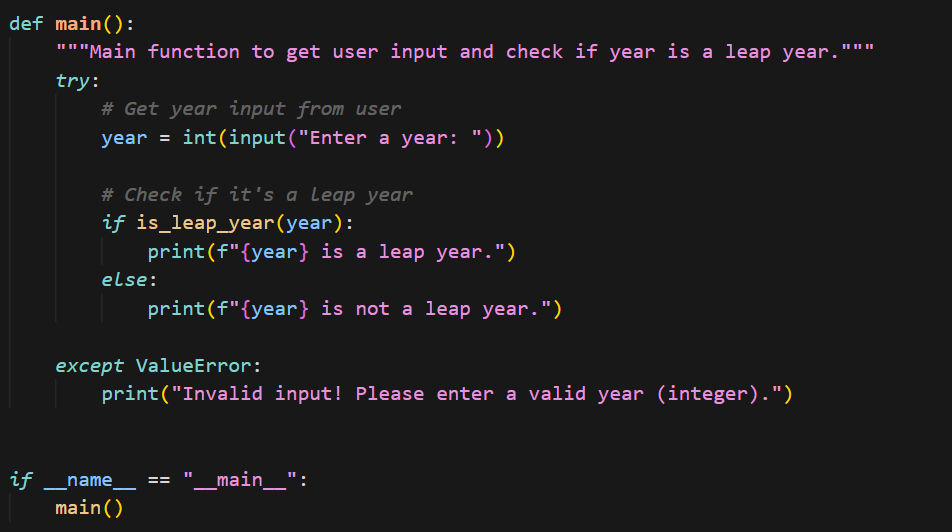 def main():
    """Main function to get user input and check if year is a leap year."""
    try:
        # Get year input from user
        year = int(input("Enter a year: "))

        # Check if it's a leap year
        if is_leap_year(year):
            print(f"{year} is a leap year.")
        else:
            print(f"{year} is not a leap year.")

    except ValueError:
        print("Invalid input! Please enter a valid year (integer).")


if __name__ == "__main__":
    main()